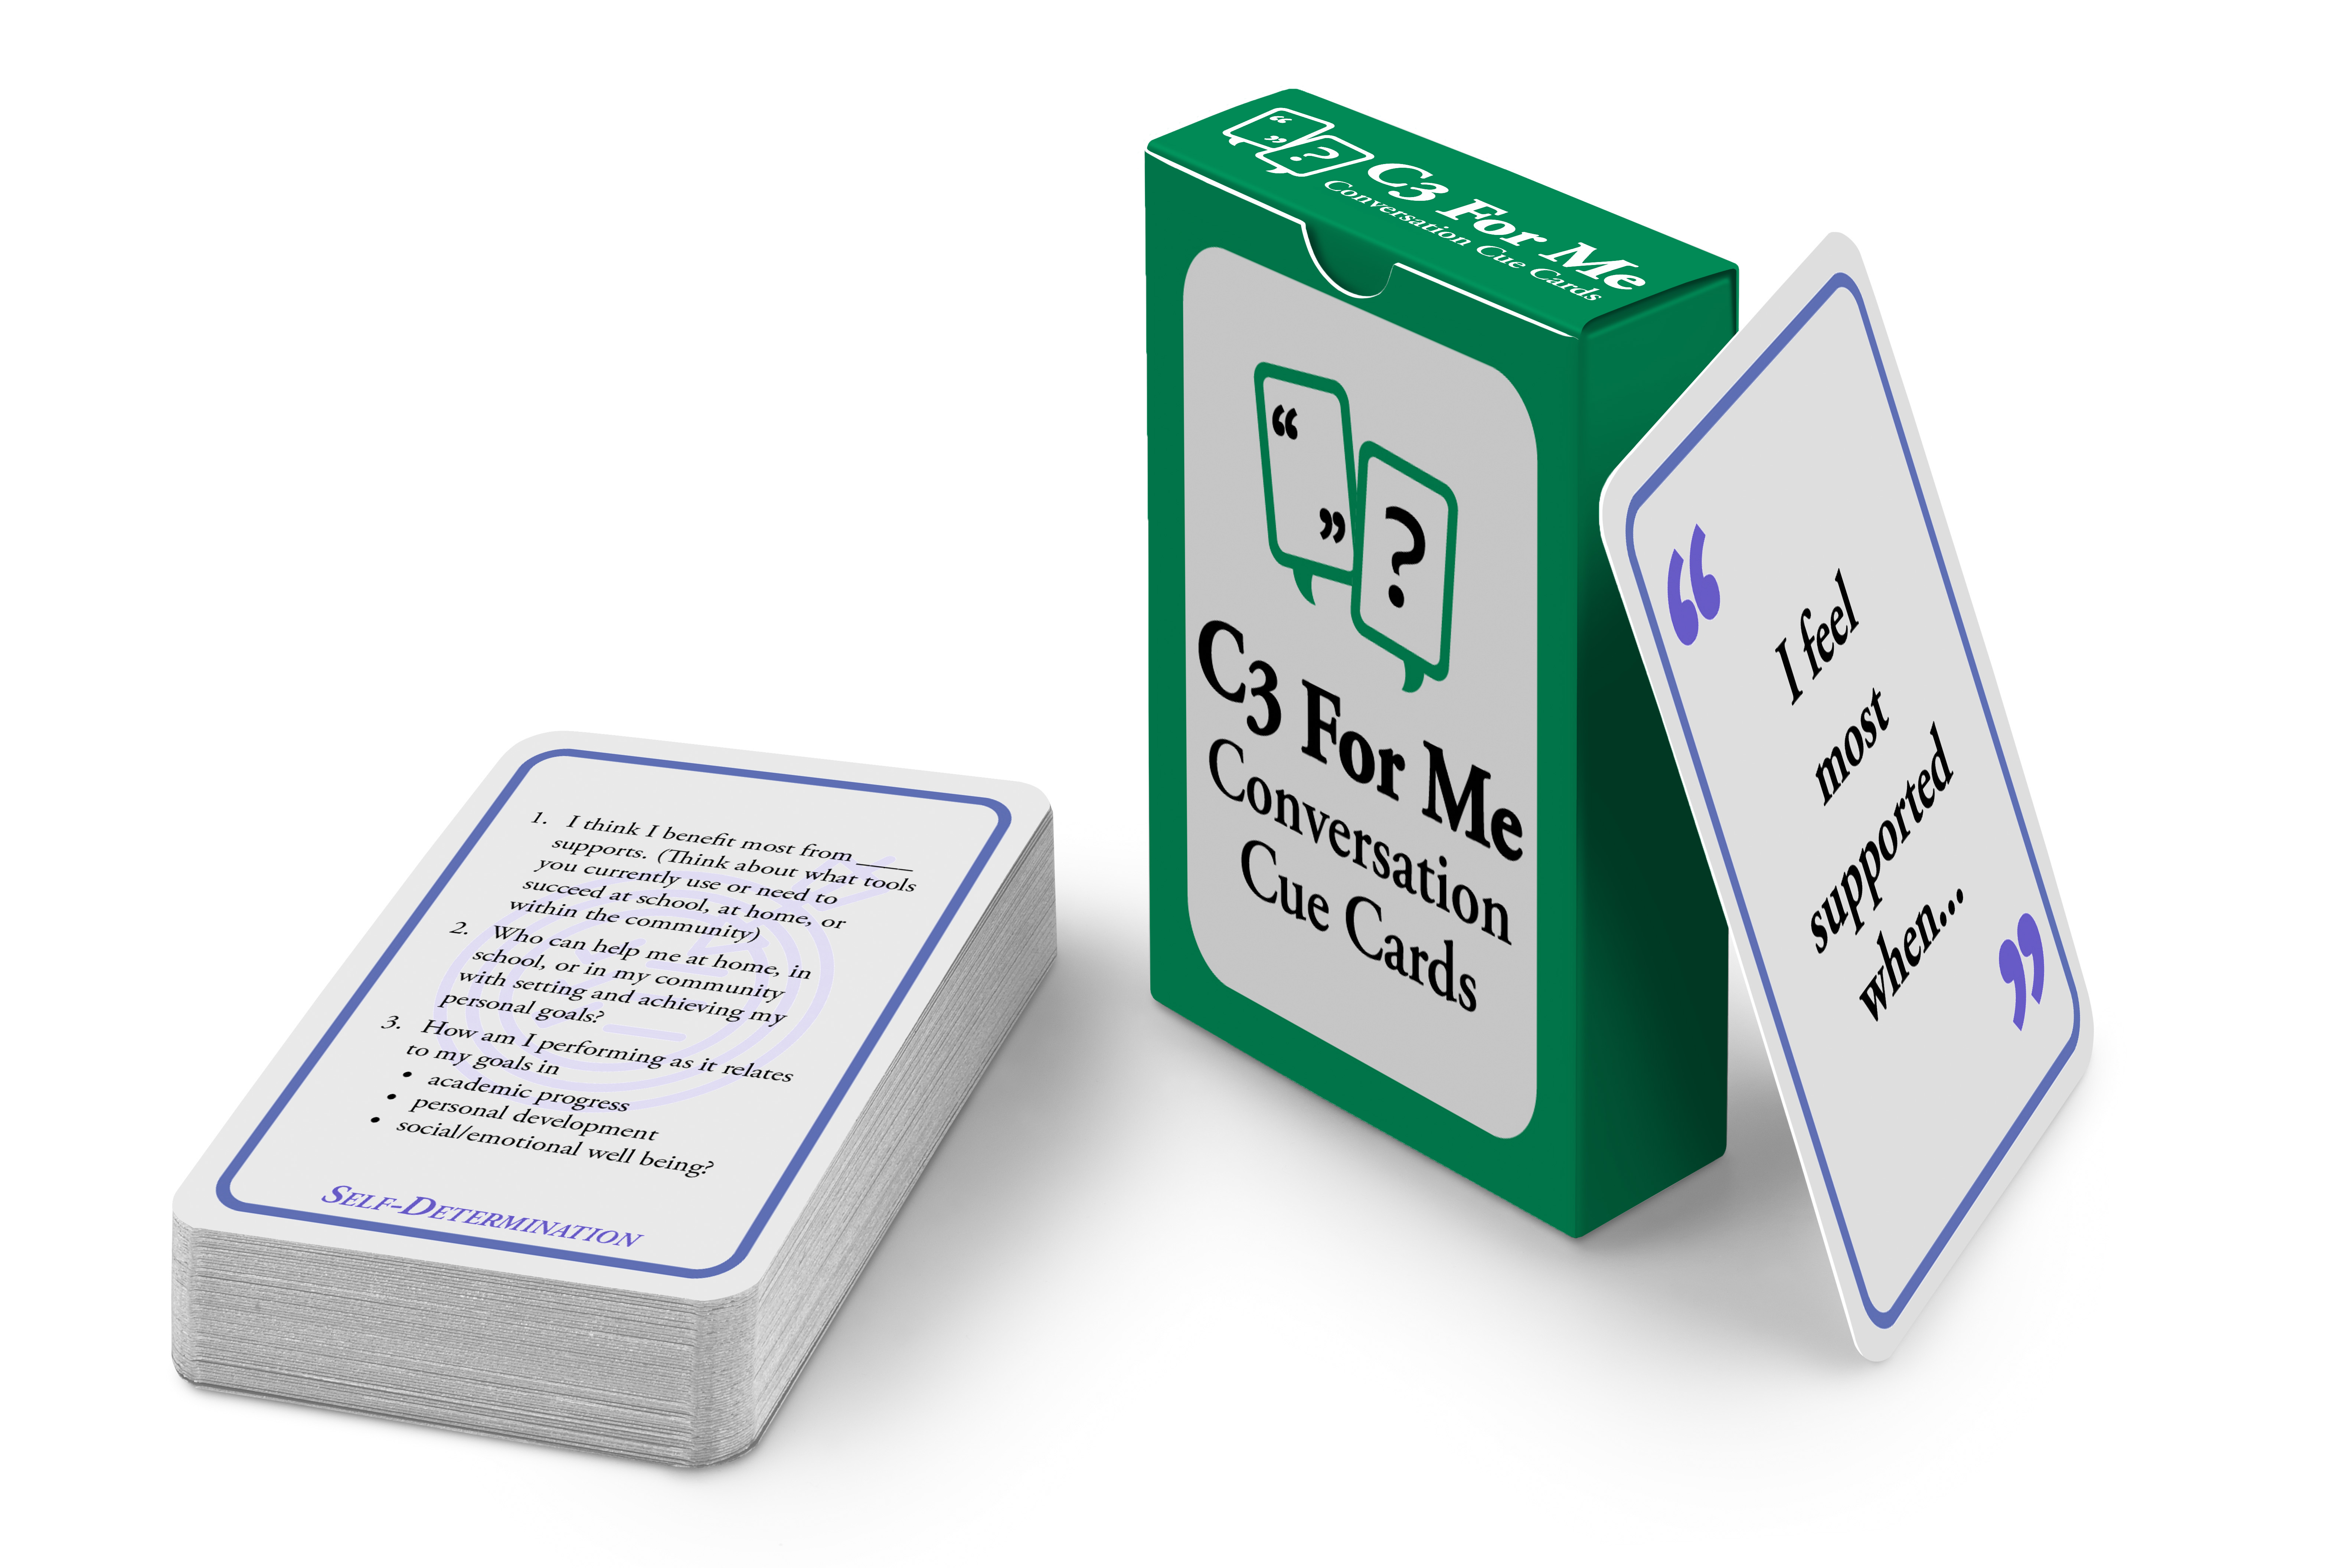 “
”
?
C3 For Me
Conversation Cue Cards
“
”
?
C3 For Me
Conversation
Cue Cards
“
I feel
most
supported
when...
”
1. I think I benefit most from _____
supports. (Think about what tools
you currently use or need to
succeed at school, at home, or
within the community)
2. Who can help me at home, in
school, or in my community
with setting and achieving my
personal goals?
3. How am I performing as it relates
to my goals in
• academic progress
• personal development
• social/emotional well being?
Self-Determination